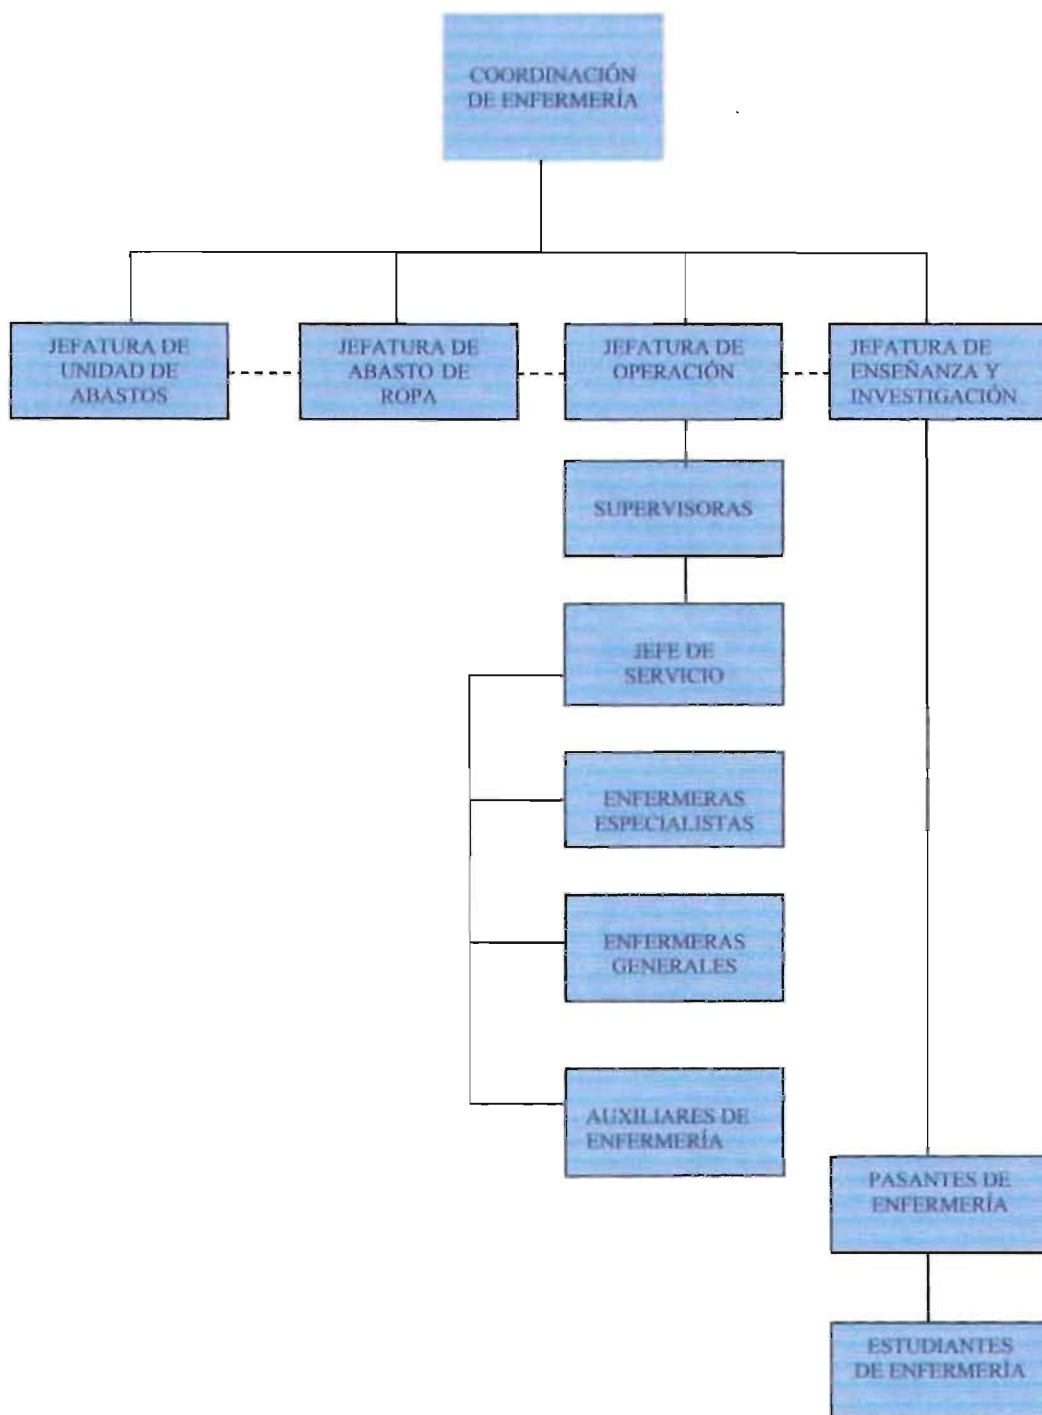 COORDINACIÓN
DE ENFERMERÍA
JEFATURA DE
UNIDAD DE
ABASTOS
JEFATURA DE
ABASTO DE
ROPA
JEFATURA DE
OPERACIÓN
JEFATURA DE
ENSEÑANZA Y
INVESTIGACIÓN
SUPERVISORAS
JEFE DE
SERVICIO
ENFERMERAS
ESPECIALISTAS
ENFERMERAS
GENERALES
AUXILIARES DE
ENFERMERÍA
PASANTES DE
ENFERMERÍA
ESTUDIANTES
DE ENFERMERÍA